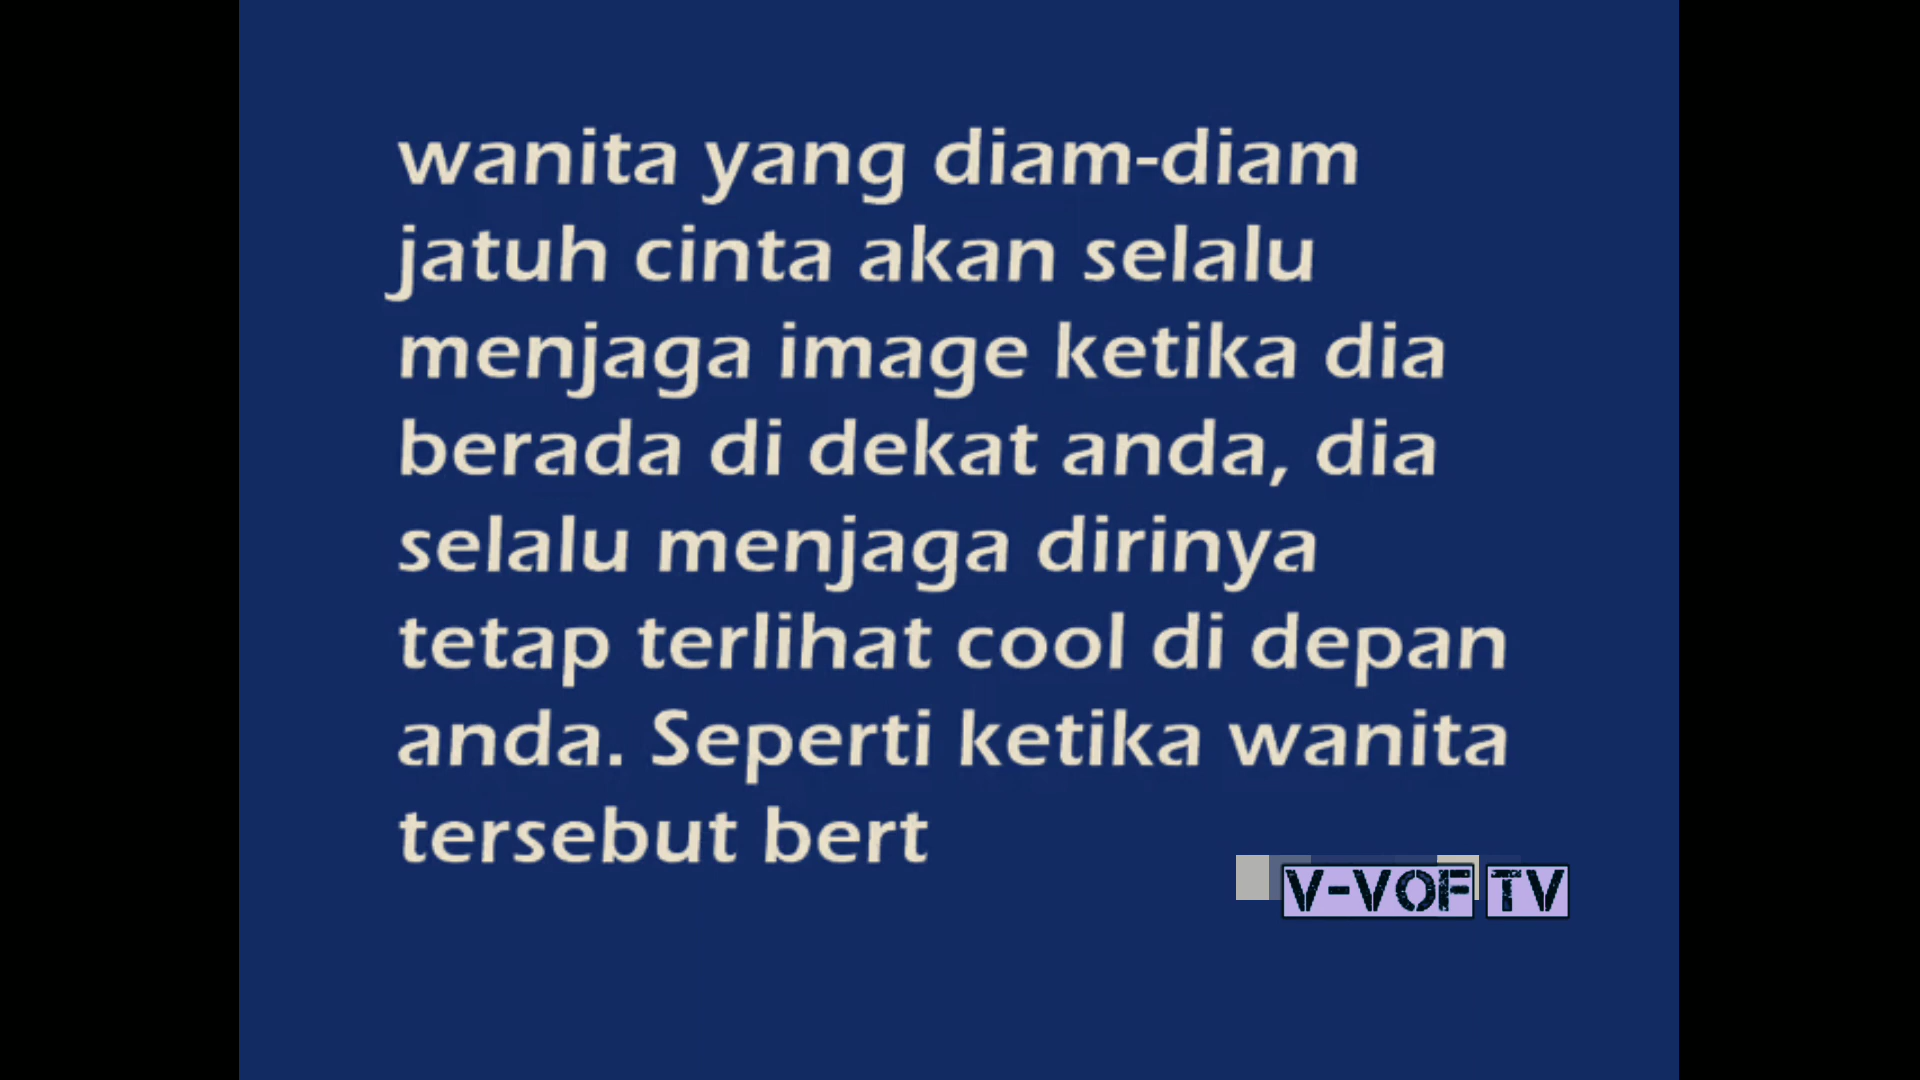 wanita yang diam-diam
jatuh cinta akan selalu
menjaga image ketika dia
berada di dekat anda, dia
selalu menjaga dirinya
tetap terlihat cool di depan
anda. Seperti ketika wanita
tersebut bert
V-VOF TV